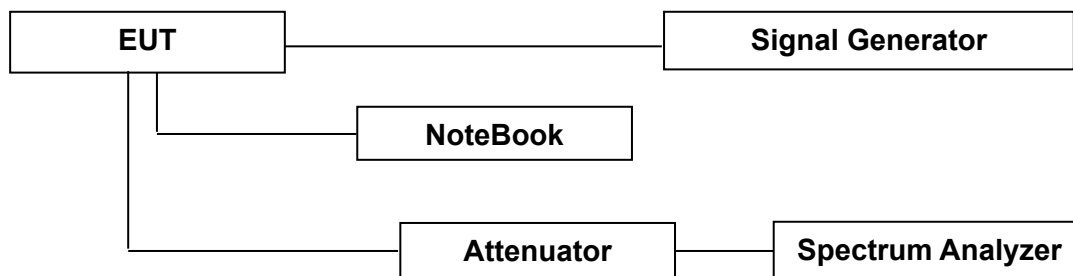 EUT
Signal Generator
NoteBook
Attenuator
Spectrum Analyzer